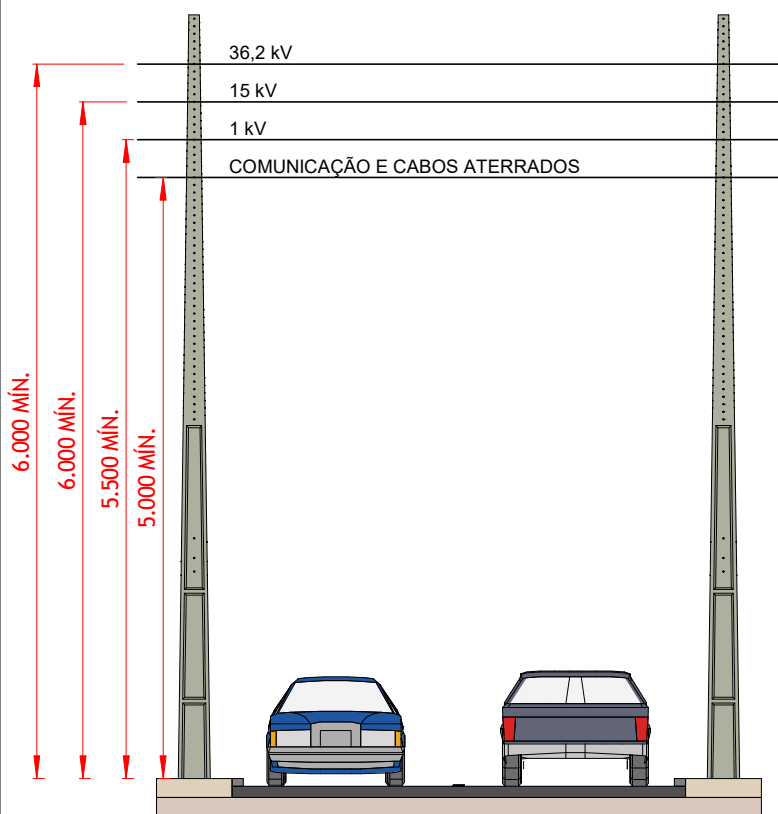 36,2 kV
15 kV
1 kV
COMUNICAÇÃO E CABOS ATERRADOS
6.000 MÍN.
6.000 MÍN.
5.500 MÍN.
5.000 MÍN.